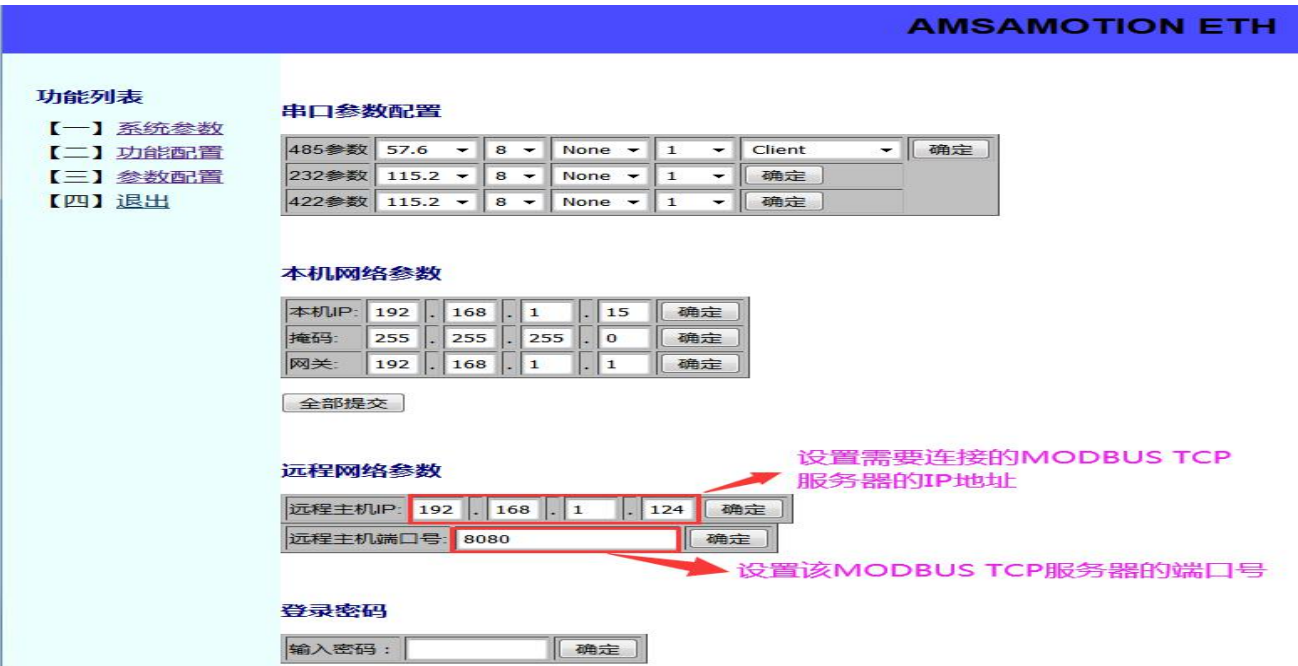 AMSAMOTION ETH
功能列表
【一】系统参数
【二】功能配置
【三】参数配置
【四】退出
串口参数配置
485参数 57.6 8 None 1 Client 确定
232参数 115.2 8 None 1 确定
422参数 115.2 8 None 1 确定
本机网络参数
本机IP: 192 . 168 . 1 . 15 确定
掩码: 255 . 255 . 255 . 0 确定
网关: 192 . 168 . 1 . 1 确定
全部提交
远程网络参数
设置需要连接的MODBUS TCP
服务器的IP地址
远程主机IP: 192 . 168 . 1 . 124 确定
远程主机端口号: 8080 确定
设置该MODBUS TCP服务器的端口号
登录密码
输入密码: 确定